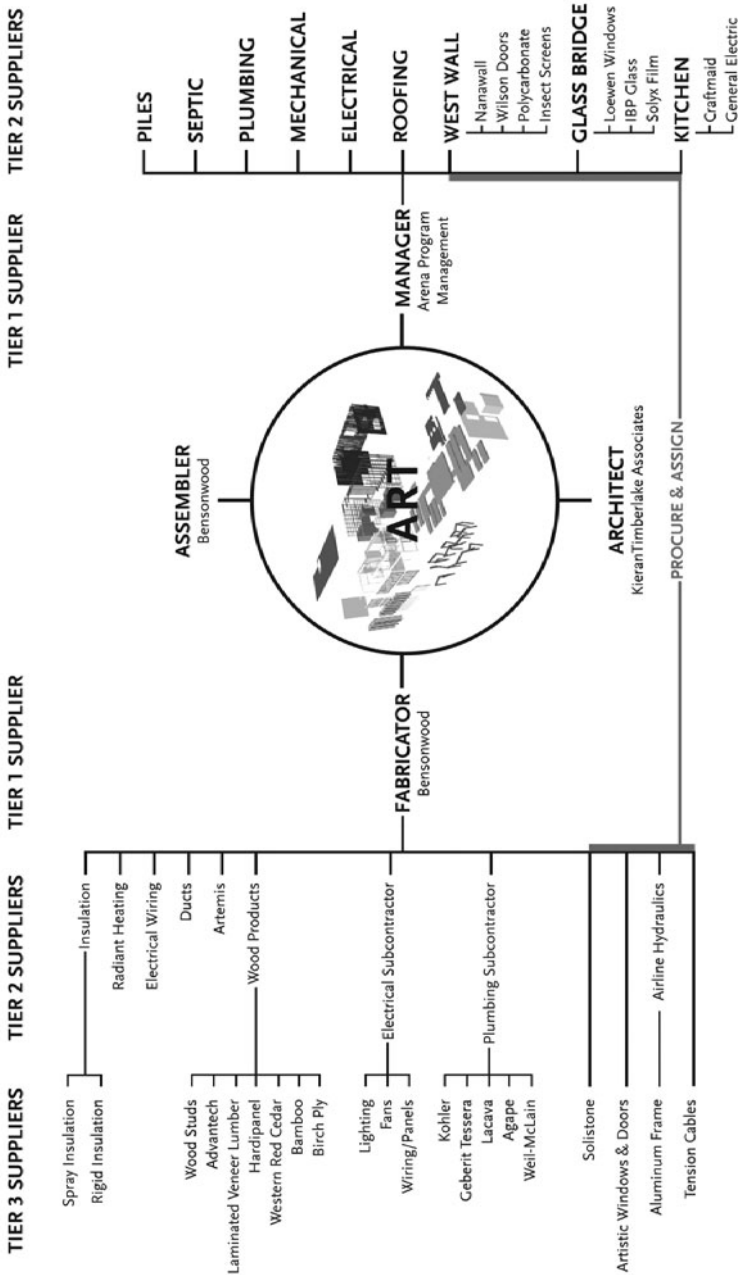 TIER 3 SUPPLIERS
TIER 2 SUPPLIERS
TIER 1 SUPPLIER
TIER 1 SUPPLIER
TIER 2 SUPPLIERS
Spray Insulation
Rigid Insulation
Insulation
Radiant Heating
Electrical Wiring
Ducts
Artemis
Wood Products
Wood Studs
Advantech
Laminated Veneer Lumber
Hardipanel
Western Red Cedar
Bamboo
Birch Ply
Electrical Subcontractor
Lighting
Fans
Wiring/Panels
Plumbing Subcontractor
Kohler
Geberit Tessera
Lacava
Agape
Weil-McLain
Solistone
Artistic Windows & Doors
Aluminum Frame
Airline Hydraulics
Tension Cables
FABRICATOR
Bensonwood
ASSEMBLER
Bensonwood
ART
ARCHITECT
KieranTimberlake Associates
PROCURE & ASSIGN
MANAGER
Arena Program
Management
PILES
SEPTIC
PLUMBING
MECHANICAL
ELECTRICAL
ROOFING
WEST WALL
Nanawall
Wilson Doors
Polycarbonate
Insect Screens
GLASS BRIDGE
Loewen Windows
IBP Glass
Solyx Film
KITCHEN
Craftmaid
General Electric